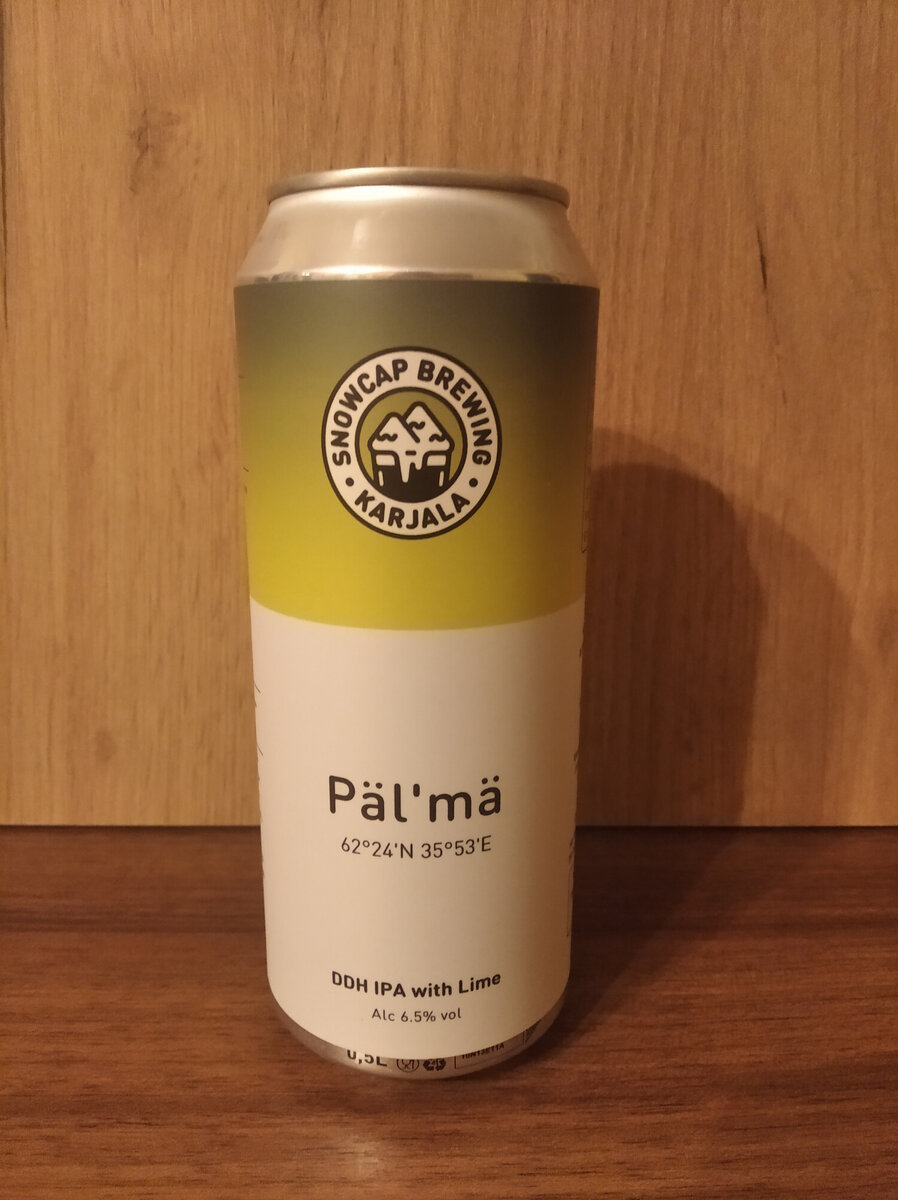 SNOWCAP BREWING
• KARJALA •
Päl'mä
62°24'N 35°53'E
DDH IPA with Lime
Alc 6.5% vol
0,5L